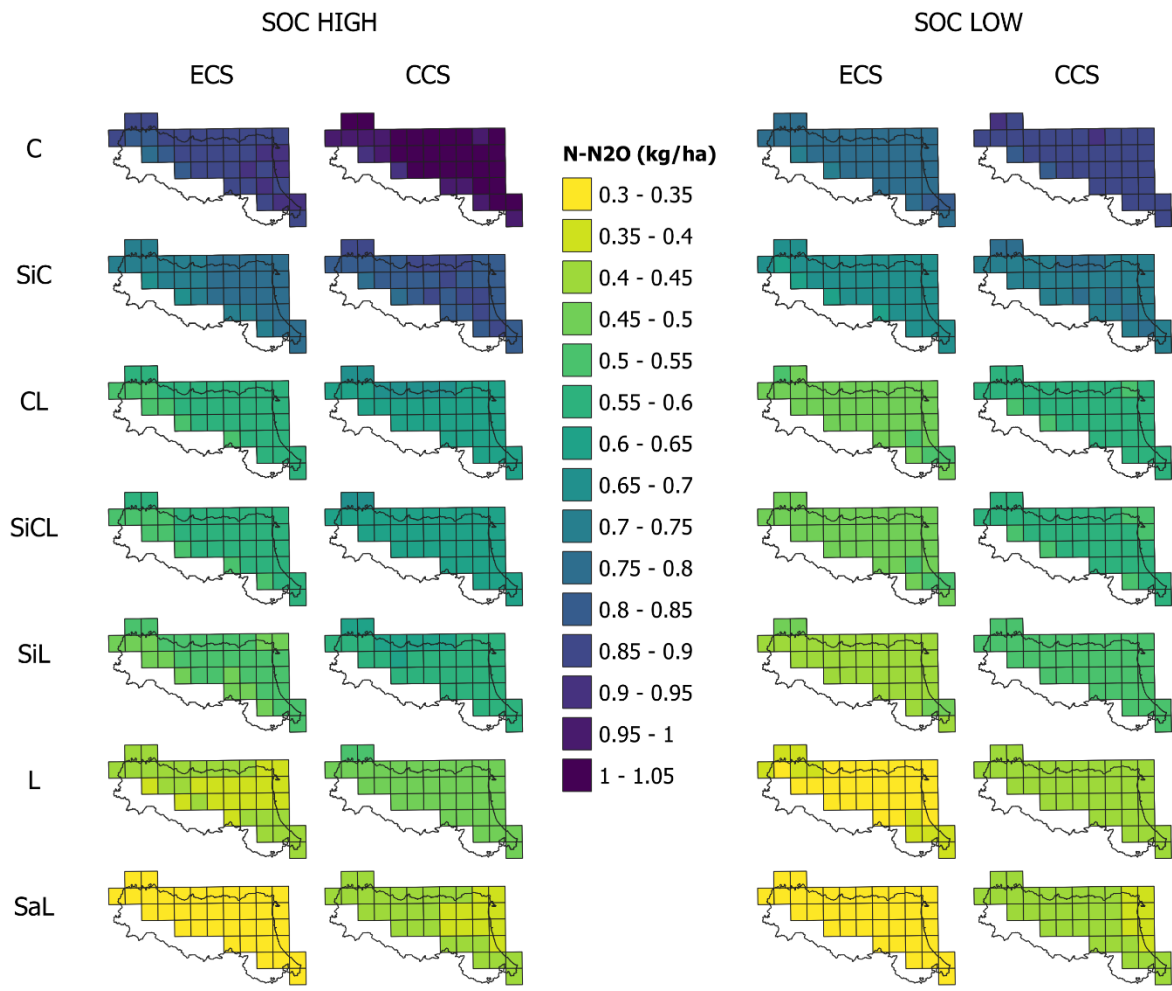 SOC HIGH SOC LOW
ECS CCS ECS CCS
C
SiC
CL
SiCL
SiL
L
SaL
N-N2O (kg/ha)
0.3 - 0.35
0.35 - 0.4
0.4 - 0.45
0.45 - 0.5
0.5 - 0.55
0.55 - 0.6
0.6 - 0.65
0.65 - 0.7
0.7 - 0.75
0.75 - 0.8
0.8 - 0.85
0.85 - 0.9
0.9 - 0.95
0.95 - 1
1 - 1.05